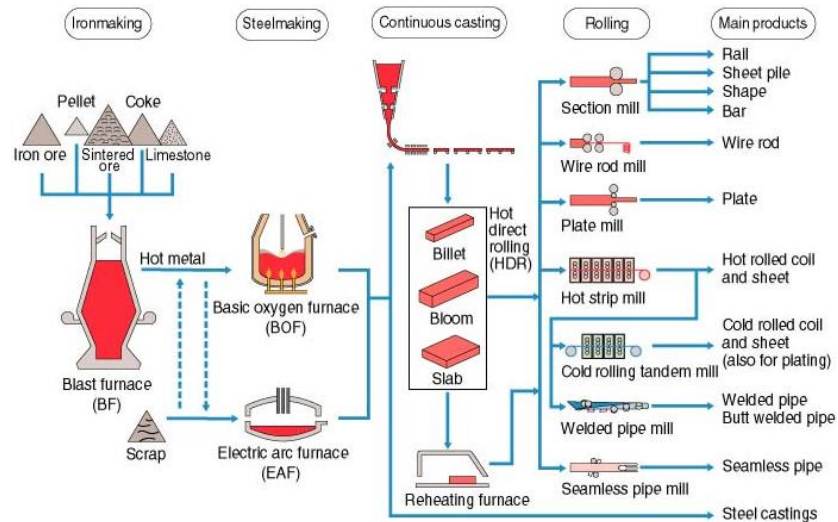 Ironmaking
Steelmaking
Continuous casting
Rolling
Main products
Pellet
Coke
Iron ore
Sintered
ore
Limestone
Hot metal
Blast furnace
(BF)
Scrap
Basic oxygen furnace
(BOF)
Electric arc furnace
(EAF)
Billet
Bloom
Slab
Hot
direct
rolling
(HDR)
Reheating furnace
Section mill
Wire rod mill
Plate mill
Hot strip mill
Cold rolling tandem mill
Welded pipe mill
Seamless pipe mill
Rail
Sheet pile
Shape
Bar
Wire rod
Plate
Hot rolled coil
and sheet
Cold rolled coil
and sheet
(also for plating)
Welded pipe
Butt welded pipe
Seamless pipe
Steel castings